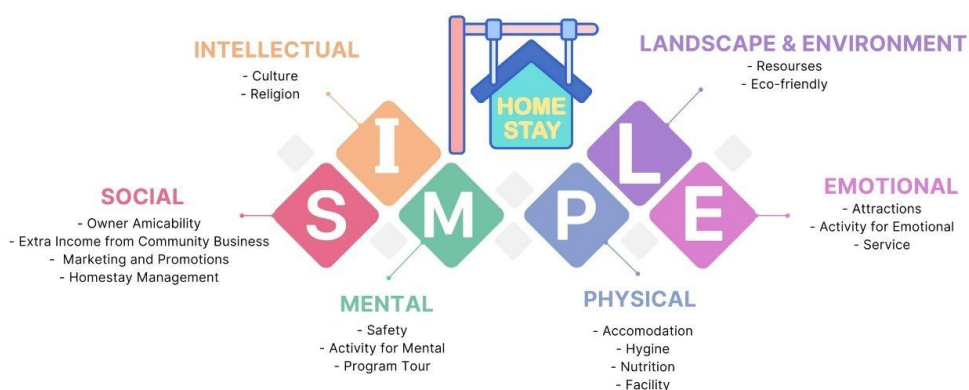 HOME
STAY
SOCIAL
- Owner Amicability
- Extra Income from Community Business
- Marketing and Promotions
- Homestay Management
INTELLECTUAL
- Culture
- Religion
MENTAL
- Safety
- Activity for Mental
- Program Tour
PHYSICAL
- Accomodation
- Hygine
- Nutrition
- Facility
LANDSCAPE & ENVIRONMENT
- Resourses
- Eco-friendly
EMOTIONAL
- Attractions
- Activity for Emotional
- Service
S I M P L E